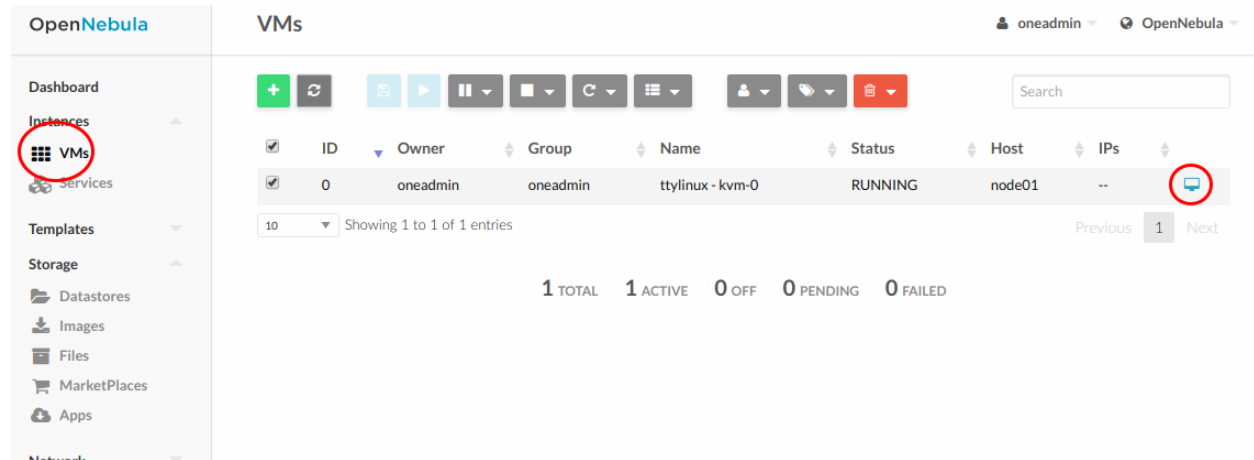 OpenNebula
VMs
oneadmin
OpenNebula
Dashboard
Instances
VMs
Services
Templates
Storage
Datastores
Images
Files
MarketPlaces
Apps
Network
Search
ID Owner Group Name Status Host IPs
0 oneadmin oneadmin ttylinux - kvm-0 RUNNING node01 --
10 Showing 1 to 1 of 1 entries
Previous 1 Next
1 TOTAL 1 ACTIVE 0 OFF 0 PENDING 0 FAILED